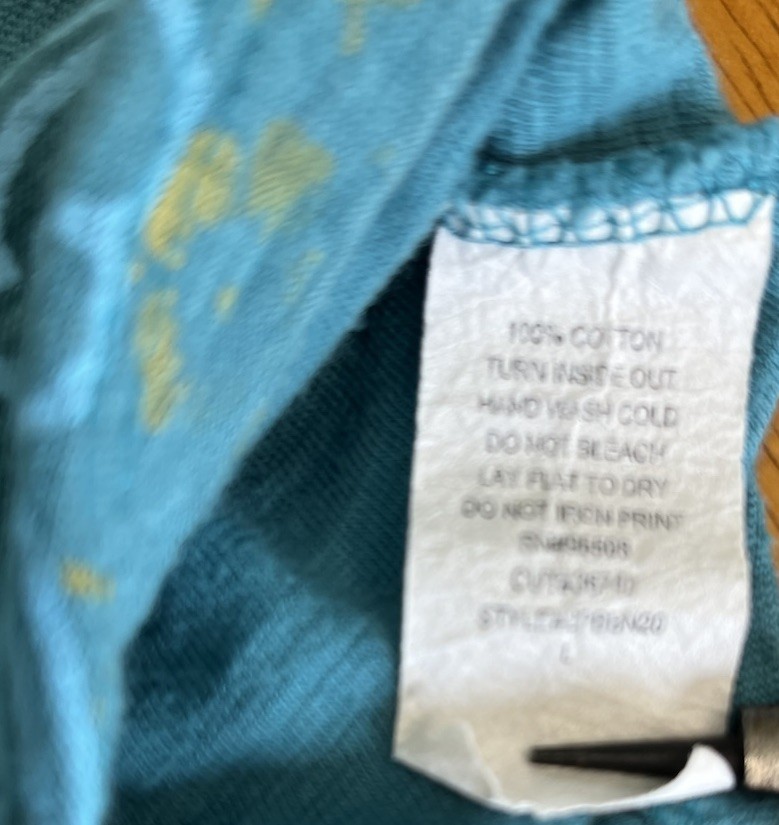 100% COTTON
TURN INSIDE OUT
HAND WASH COLD
DO NOT BLEACH
LAY FLAT TO DRY
DO NOT IRON PRINT
L